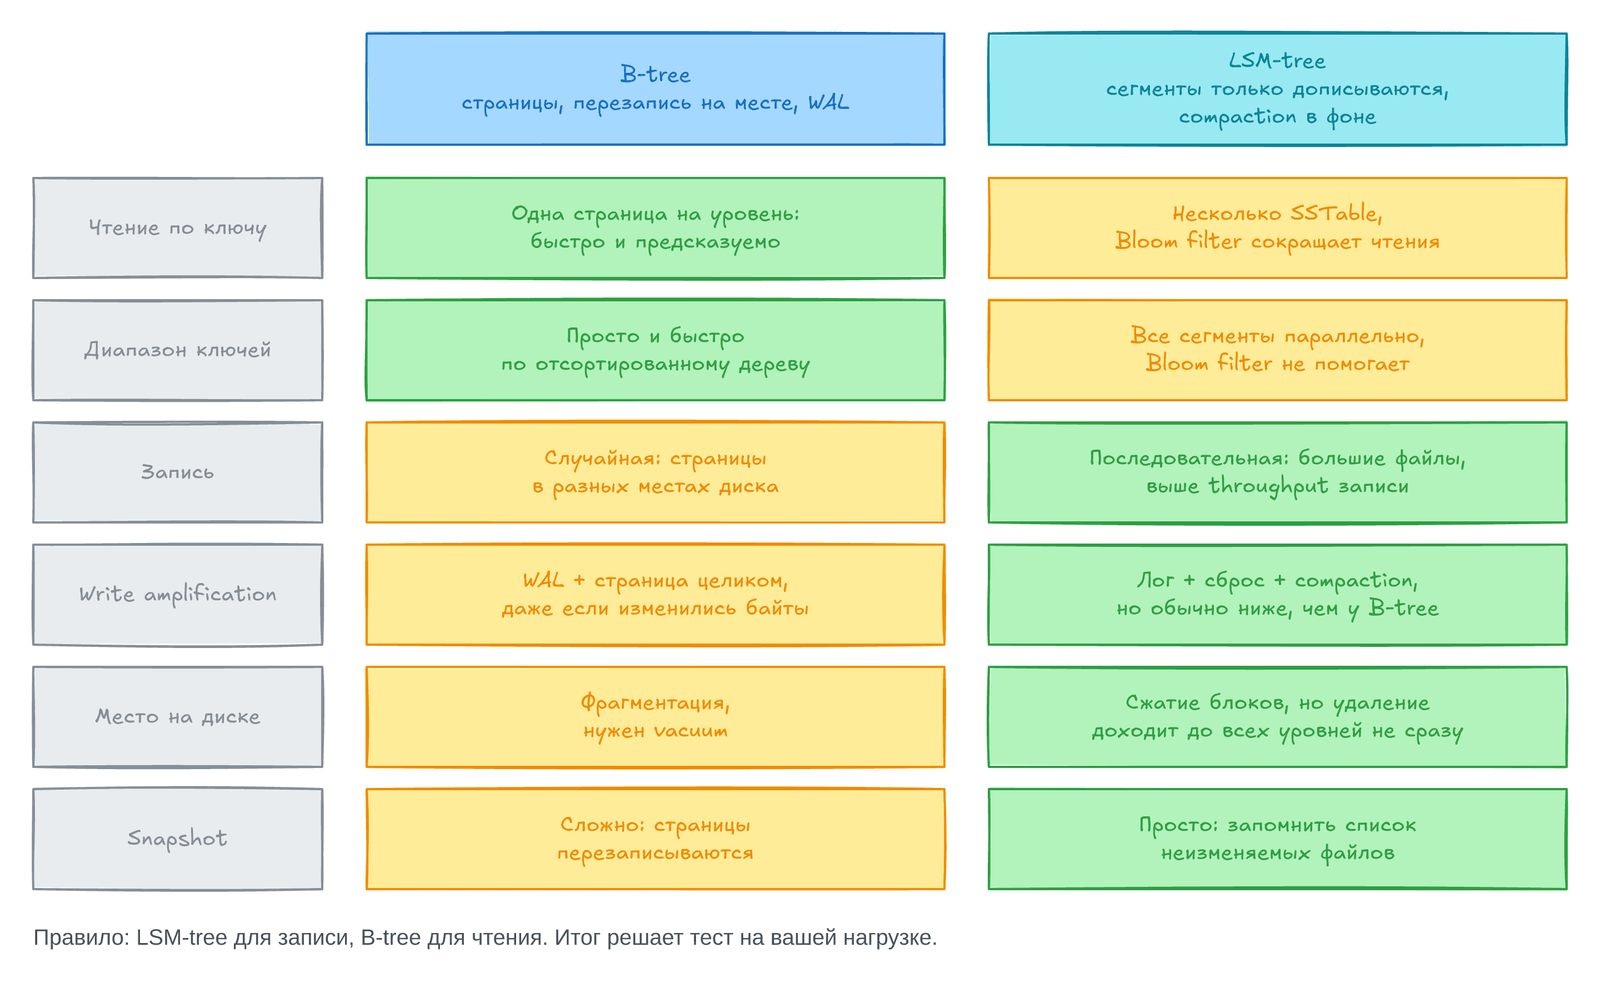 B-tree
страницы, перезапись на месте, WAL
LSM-tree
сегменты только дописываются,
compaction в фоне
Чтение по ключу
Одна страница на уровень:
быстро и предсказуемо
Несколько SSTable,
Bloom filter сокращает чтения
Диапазон ключей
Просто и быстро
по отсортированному дереву
Все сегменты параллельно,
Bloom filter не помогает
Запись
Случайная: страницы
в разных местах диска
Последовательная: большие файлы,
выше throughput записи
Write amplification
WAL + страница целиком,
даже если изменились байты
Лог + сброс + compaction,
но обычно ниже, чем у B-tree
Место на диске
Фрагментация,
нужен vacuum
Сжатие блоков, но удаление
доходит до всех уровней не сразу
Snapshot
Сложно: страницы
перезаписываются
Просто: запомнить список
неизменяемых файлов
Правило: LSM-tree для записи, B-tree для чтения. Итог решает тест на вашей нагрузке.